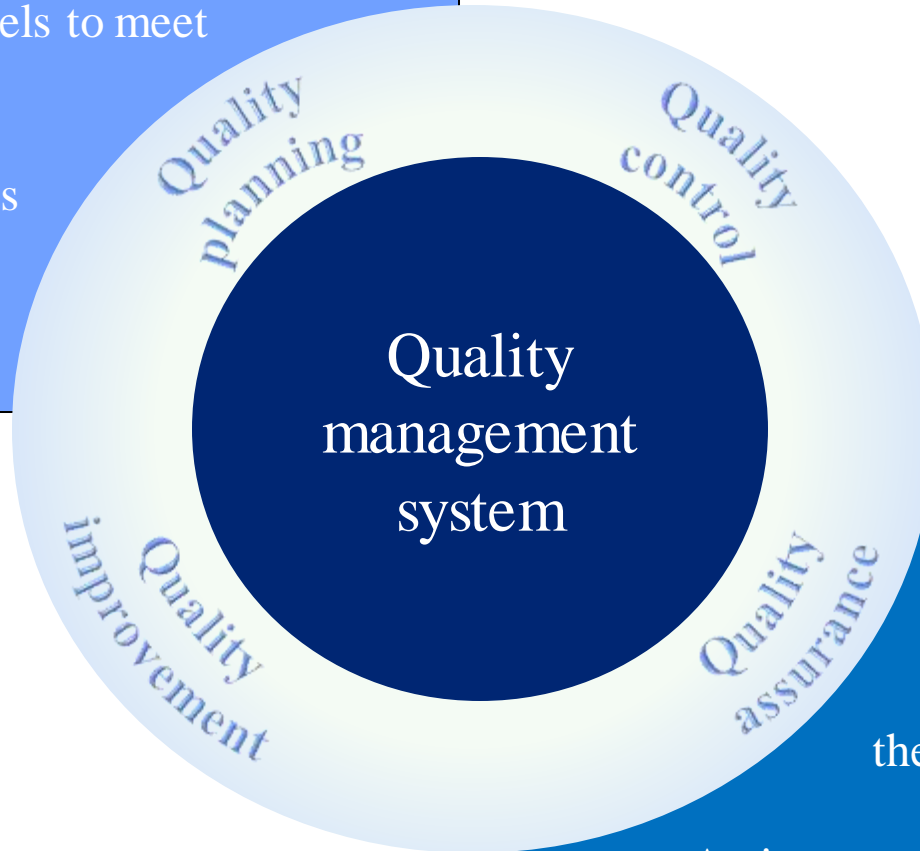 els to meet
s
Quality
planning
Quality
control
Quality
management
system
Quality
improvement
Quality
assurance
the